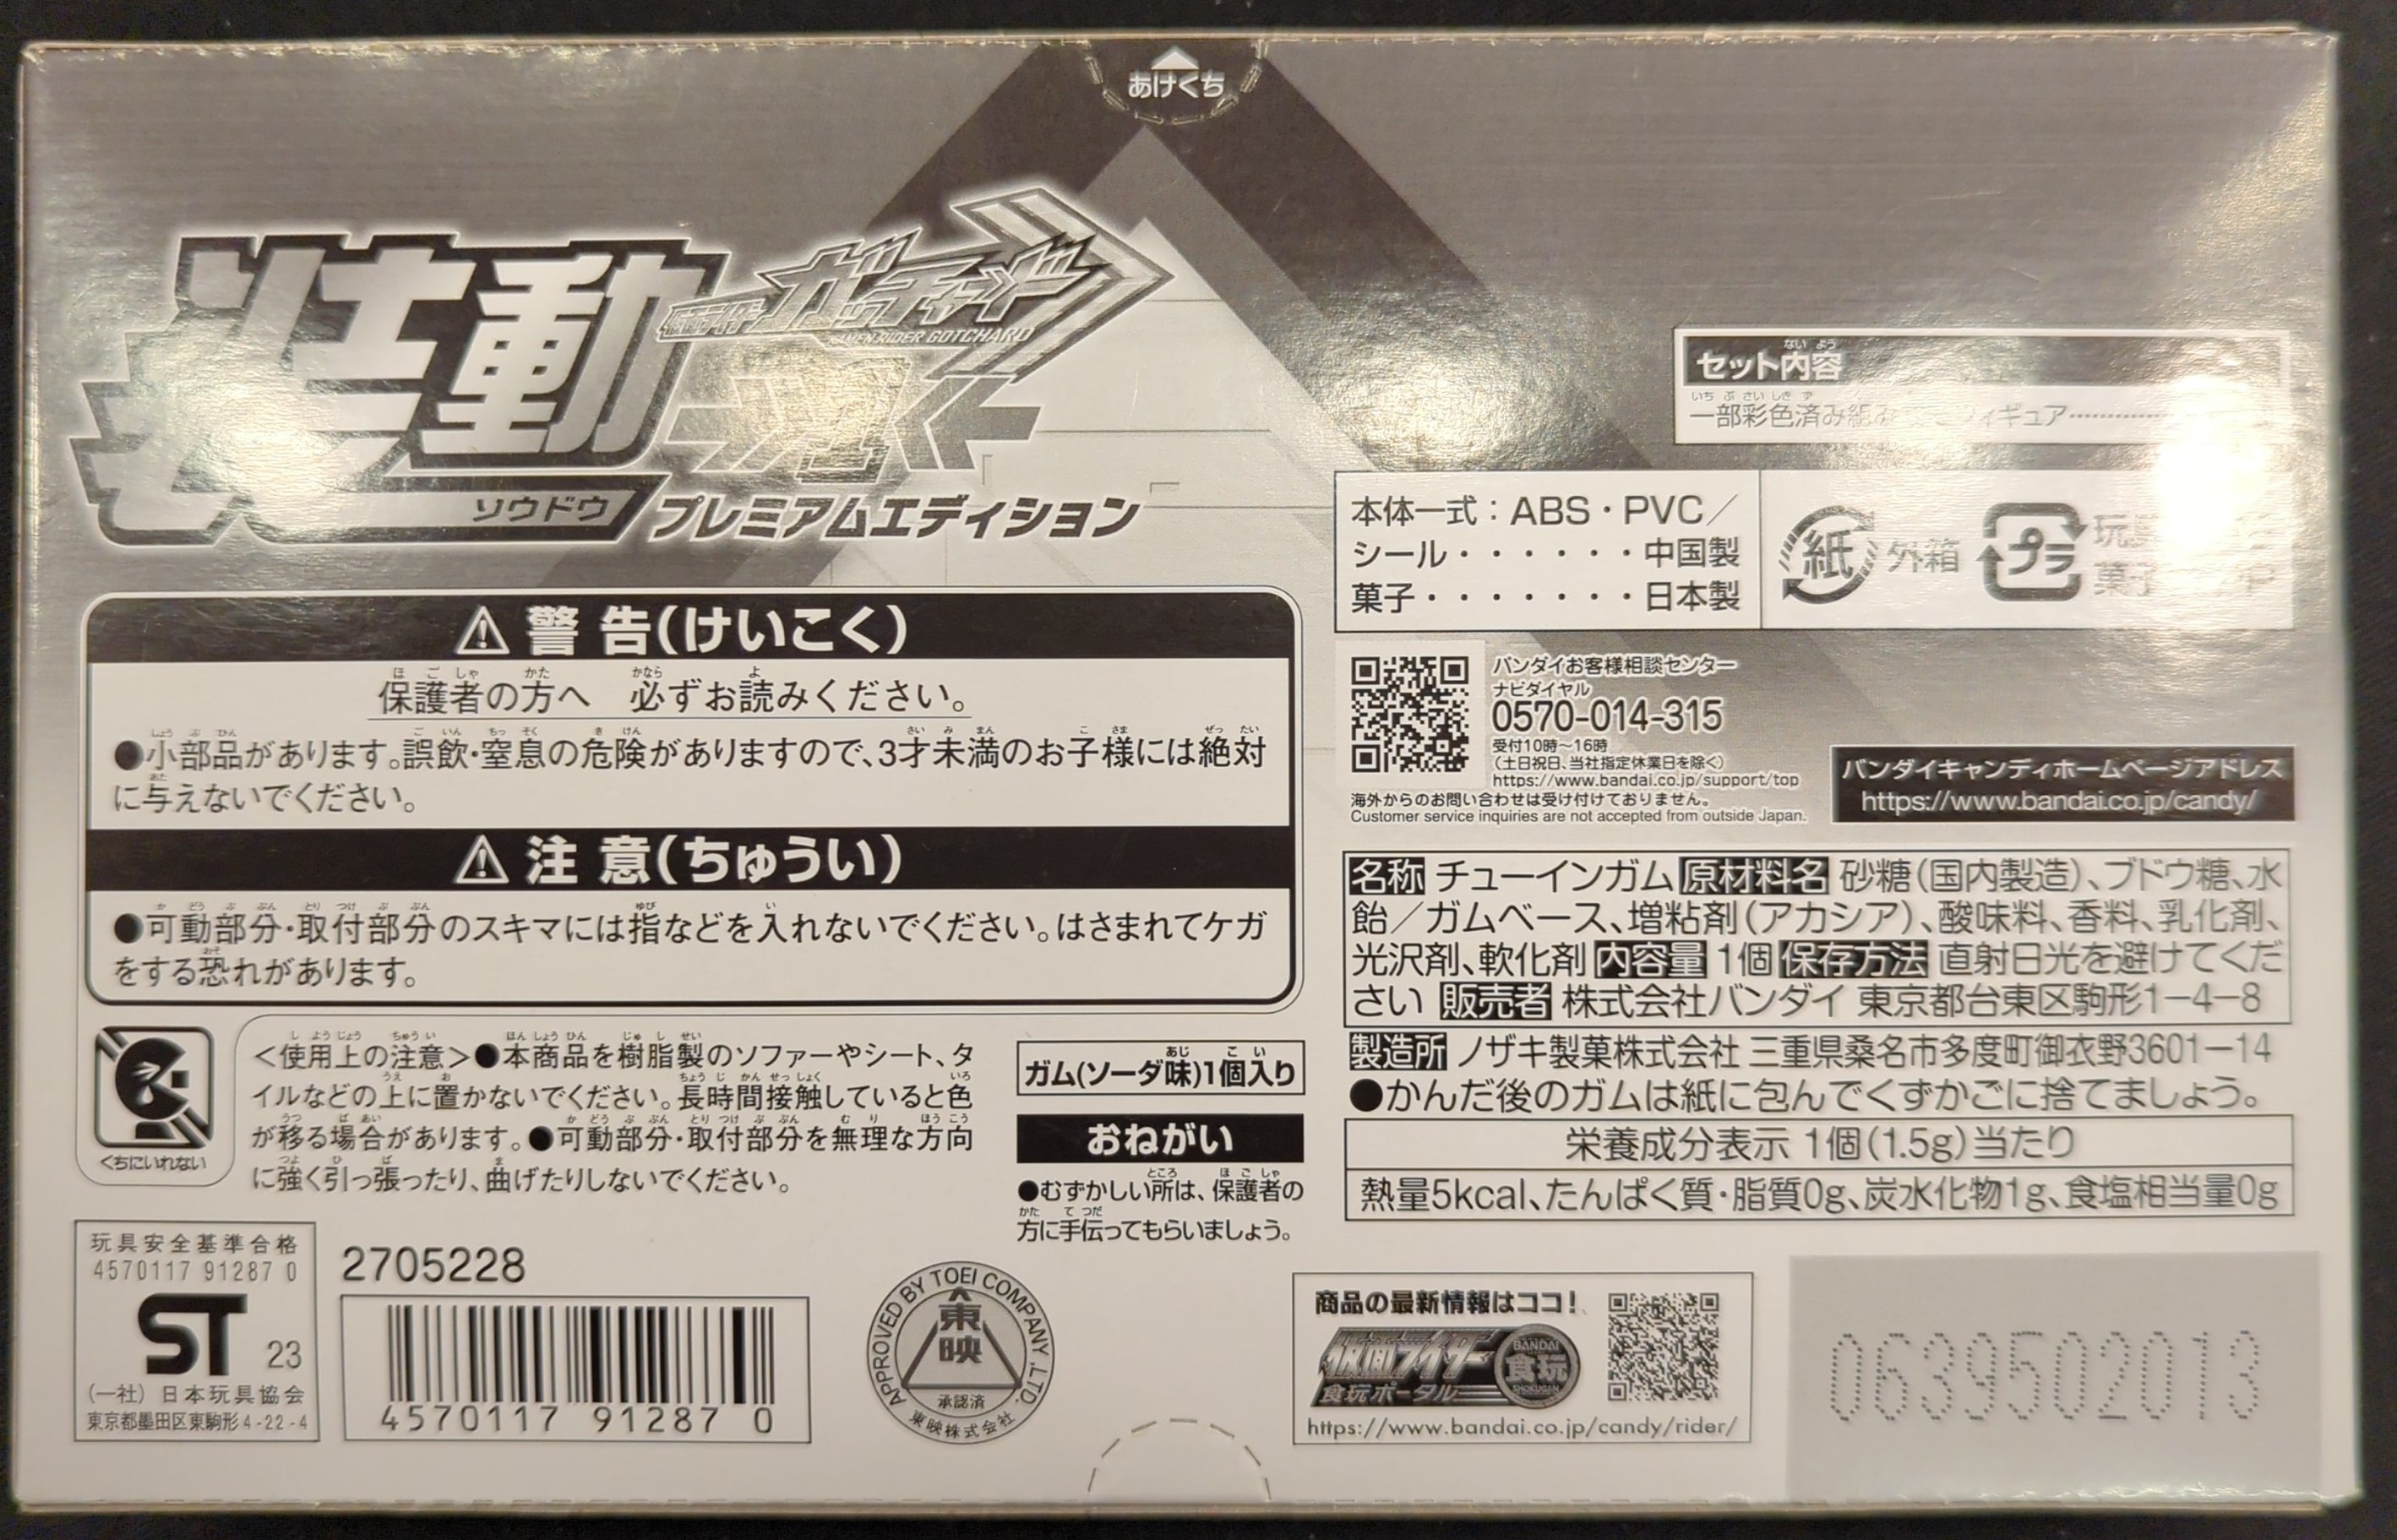 あけくち
装動
ソウドウ
仮面ライダーガッチャード
KAMEN RIDER GOTCHARD
プレミアムエディション
セット内容
一部彩色済み組み フィギュア
本体一式：ABS・PVC／
シール・・・・・・中国製
菓子・・・・・・・日本製
紙 外箱
プラ
菓子
⚠警告(けいこく)
保護者の方へ　必ずお読みください。
●小部品があります。誤飲・窒息の危険がありますので、3才未満のお子様には絶対
に与えないでください。
⚠注意(ちゅうい)
●可動部分・取付部分のスキマには指などを入れないでください。はさまれてケガ
をする恐れがあります。
くちにいれない
＜使用上の注意＞●本商品を樹脂製のソファーやシート、タ
イルなどの上に置かないでください。長時間接触していると色
が移る場合があります。●可動部分・取付部分を無理な方向
に強く引っ張ったり、曲げたりしないでください。
ガム(ソーダ味)1個入り
おねがい
●むずかしい所は、保護者の
方に手伝ってもらいましょう。
バンダイお客様相談センター
ナビダイヤル
0570-014-315
受付10時～16時
（土日祝日、当社指定休業日を除く）
https://www.bandai.co.jp/support/top
海外からのお問い合わせは受け付けておりません。
Customer service inquiries are not accepted from outside Japan.
バンダイキャンディホームページアドレス
https://www.bandai.co.jp/candy/
名称 チューインガム 原材料名 砂糖（国内製造）、ブドウ糖、水
飴／ガムベース、増粘剤（アカシア）、酸味料、香料、乳化剤、
光沢剤、軟化剤 内容量 1個 保存方法 直射日光を避けてくだ
さい 販売者 株式会社バンダイ 東京都台東区駒形1－4－8
製造所 ノザキ製菓株式会社 三重県桑名市多度町御衣野3601－14
●かんだ後のガムは紙に包んでくずかごに捨てましょう。
栄養成分表示 1個(1.5g)当たり
熱量5kcal、たんぱく質・脂質0g、炭水化物1g、食塩相当量0g
玩具安全基準合格
4570117 91287 0
ST 23
（一社）日本玩具協会
東京都墨田区東駒形4-22-4
2705228
4570117 91287 0
APPROVED BY TOEI COMPANY, LTD.
東映
承認済
東映株式会社
商品の最新情報はココ！
仮面ライダー
食玩ポータル
BANDAI
食玩
SHOKUGAN
https://www.bandai.co.jp/candy/rider/
0639502013